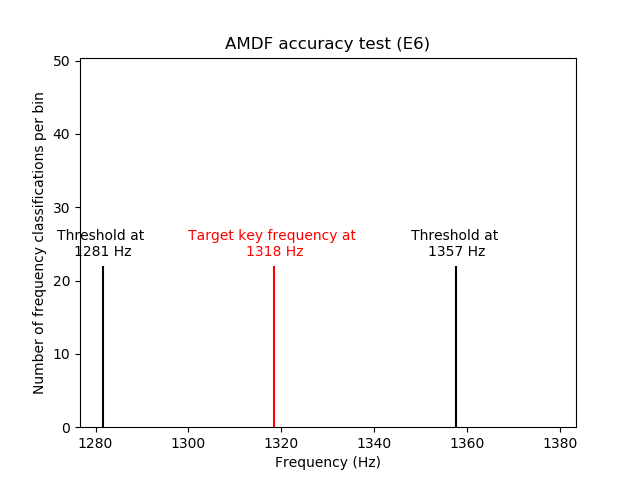 AMDF accuracy test (E6)
Number of frequency classifications per bin
50
40
30
20
10
0
Threshold at
1281 Hz
Target key frequency at
1318 Hz
Threshold at
1357 Hz
1280 1300 1320 1340 1360 1380
Frequency (Hz)